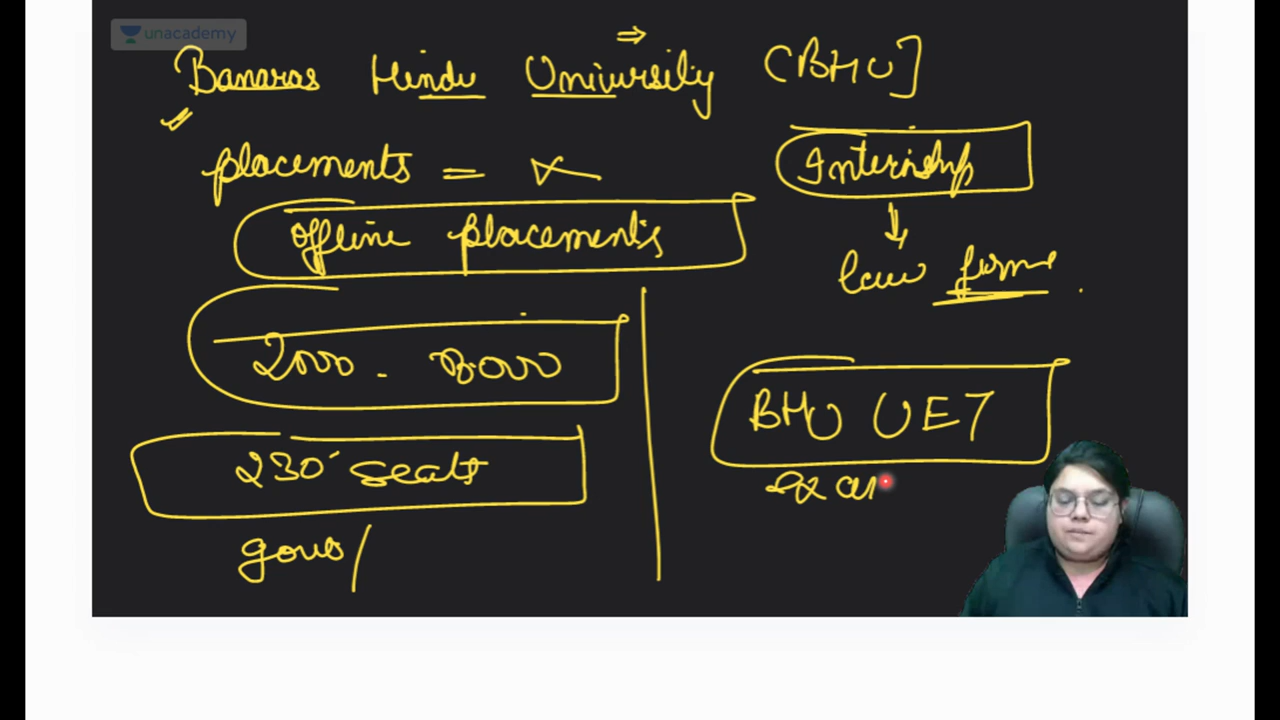 unacademy
Banaras Hindu University (BHU]
placements =
offline placements
Internship
law firms
2000 - 8000
230 seats
govt/
BHU UET
exam